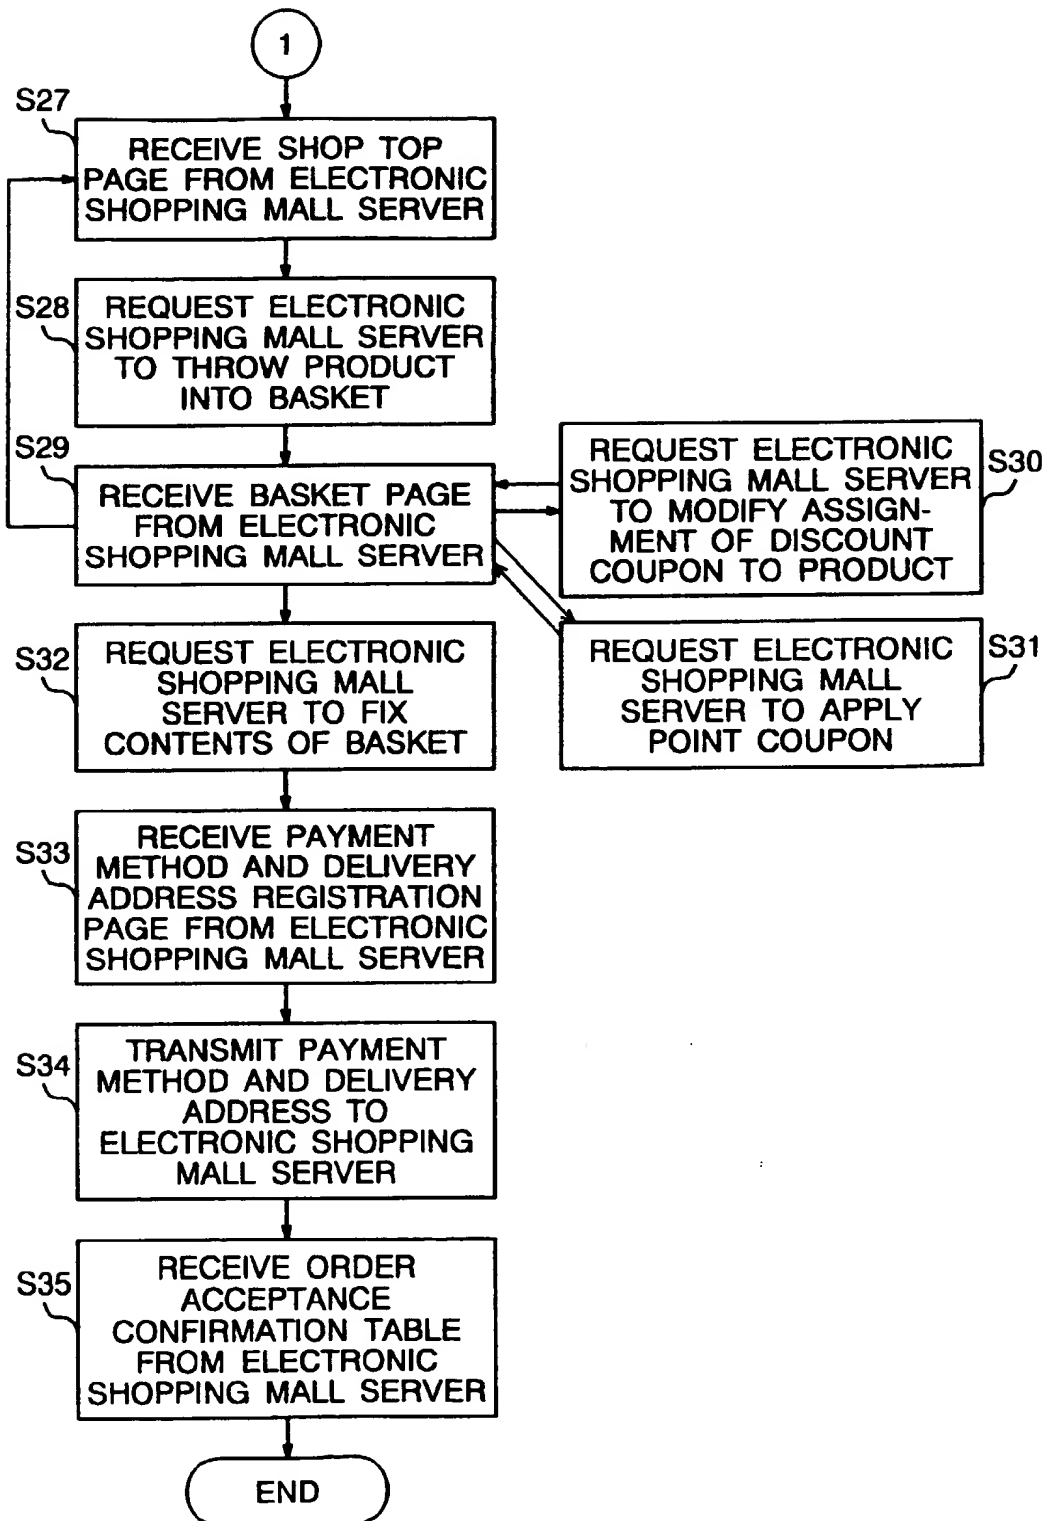 1
S27
RECEIVE SHOP TOP
PAGE FROM ELECTRONIC
SHOPPING MALL SERVER
S28
REQUEST ELECTRONIC
SHOPPING MALL SERVER
TO THROW PRODUCT
INTO BASKET
S29
RECEIVE BASKET PAGE
FROM ELECTRONIC
SHOPPING MALL SERVER
REQUEST ELECTRONIC
SHOPPING MALL SERVER
TO MODIFY ASSIGN-
MENT OF DISCOUNT
COUPON TO PRODUCT
S30
S32
REQUEST ELECTRONIC
SHOPPING MALL
SERVER TO FIX
CONTENTS OF BASKET
REQUEST ELECTRONIC
SHOPPING MALL
SERVER TO APPLY
POINT COUPON
S31
S33
RECEIVE PAYMENT
METHOD AND DELIVERY
ADDRESS REGISTRATION
PAGE FROM ELECTRONIC
SHOPPING MALL SERVER
S34
TRANSMIT PAYMENT
METHOD AND DELIVERY
ADDRESS TO
ELECTRONIC SHOPPING
MALL SERVER
S35
RECEIVE ORDER
ACCEPTANCE
CONFIRMATION TABLE
FROM ELECTRONIC
SHOPPING MALL SERVER
END